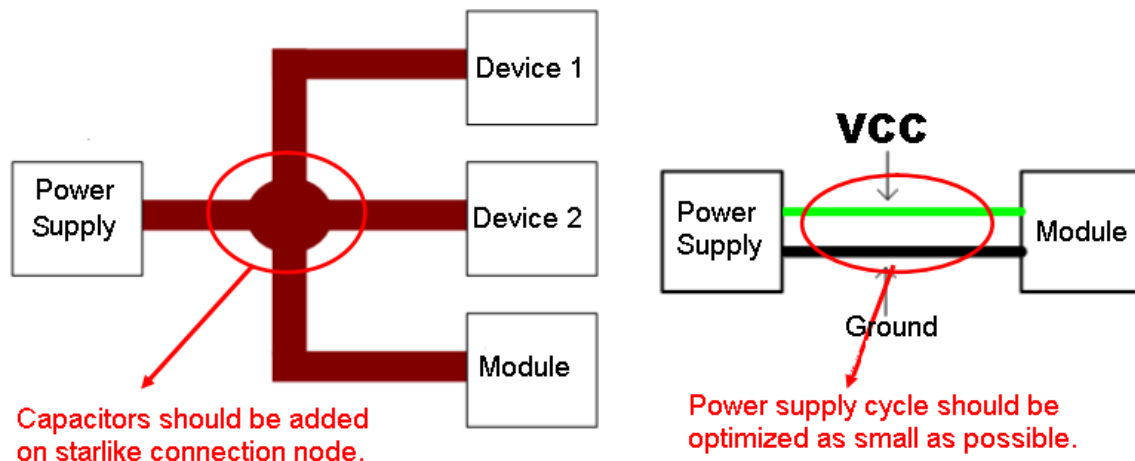 Device 1
Power
Supply
Device 2
Module
Capacitors should be added
on starlike connection node.
VCC
Power
Supply
Module
Ground
Power supply cycle should be
optimized as small as possible.